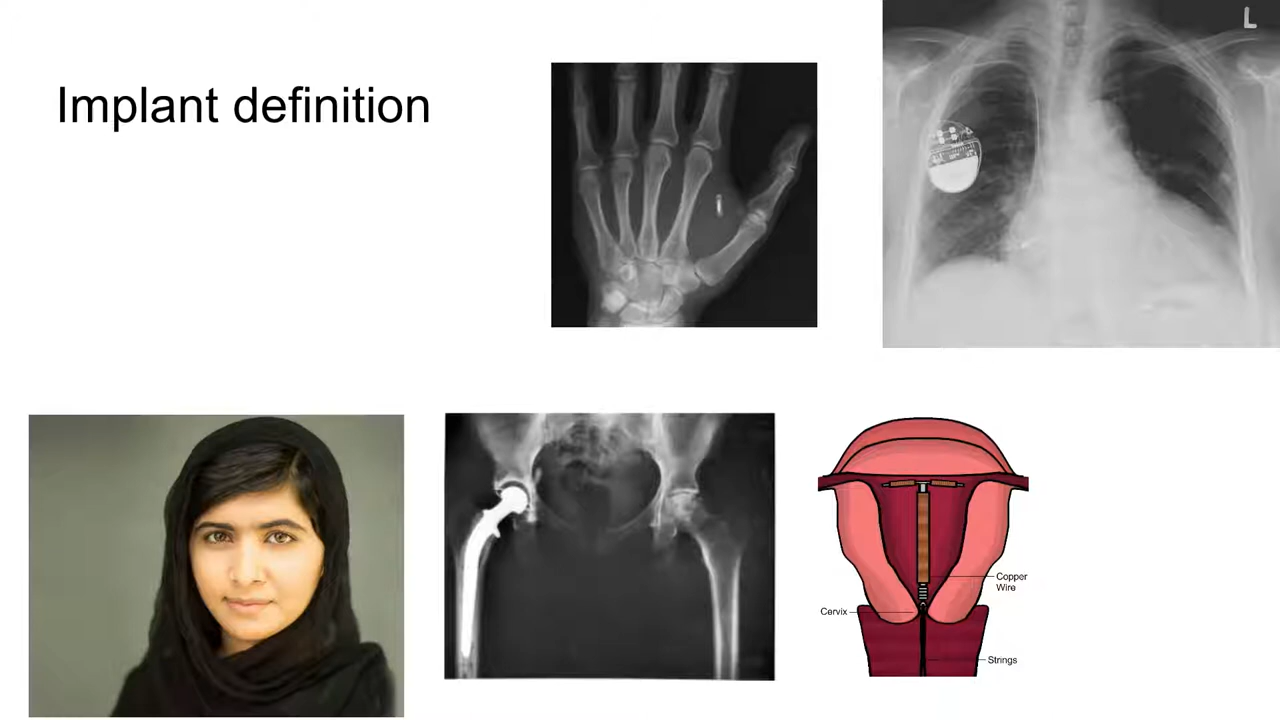 Implant definition
L
Copper
Wire
Cervix
Strings